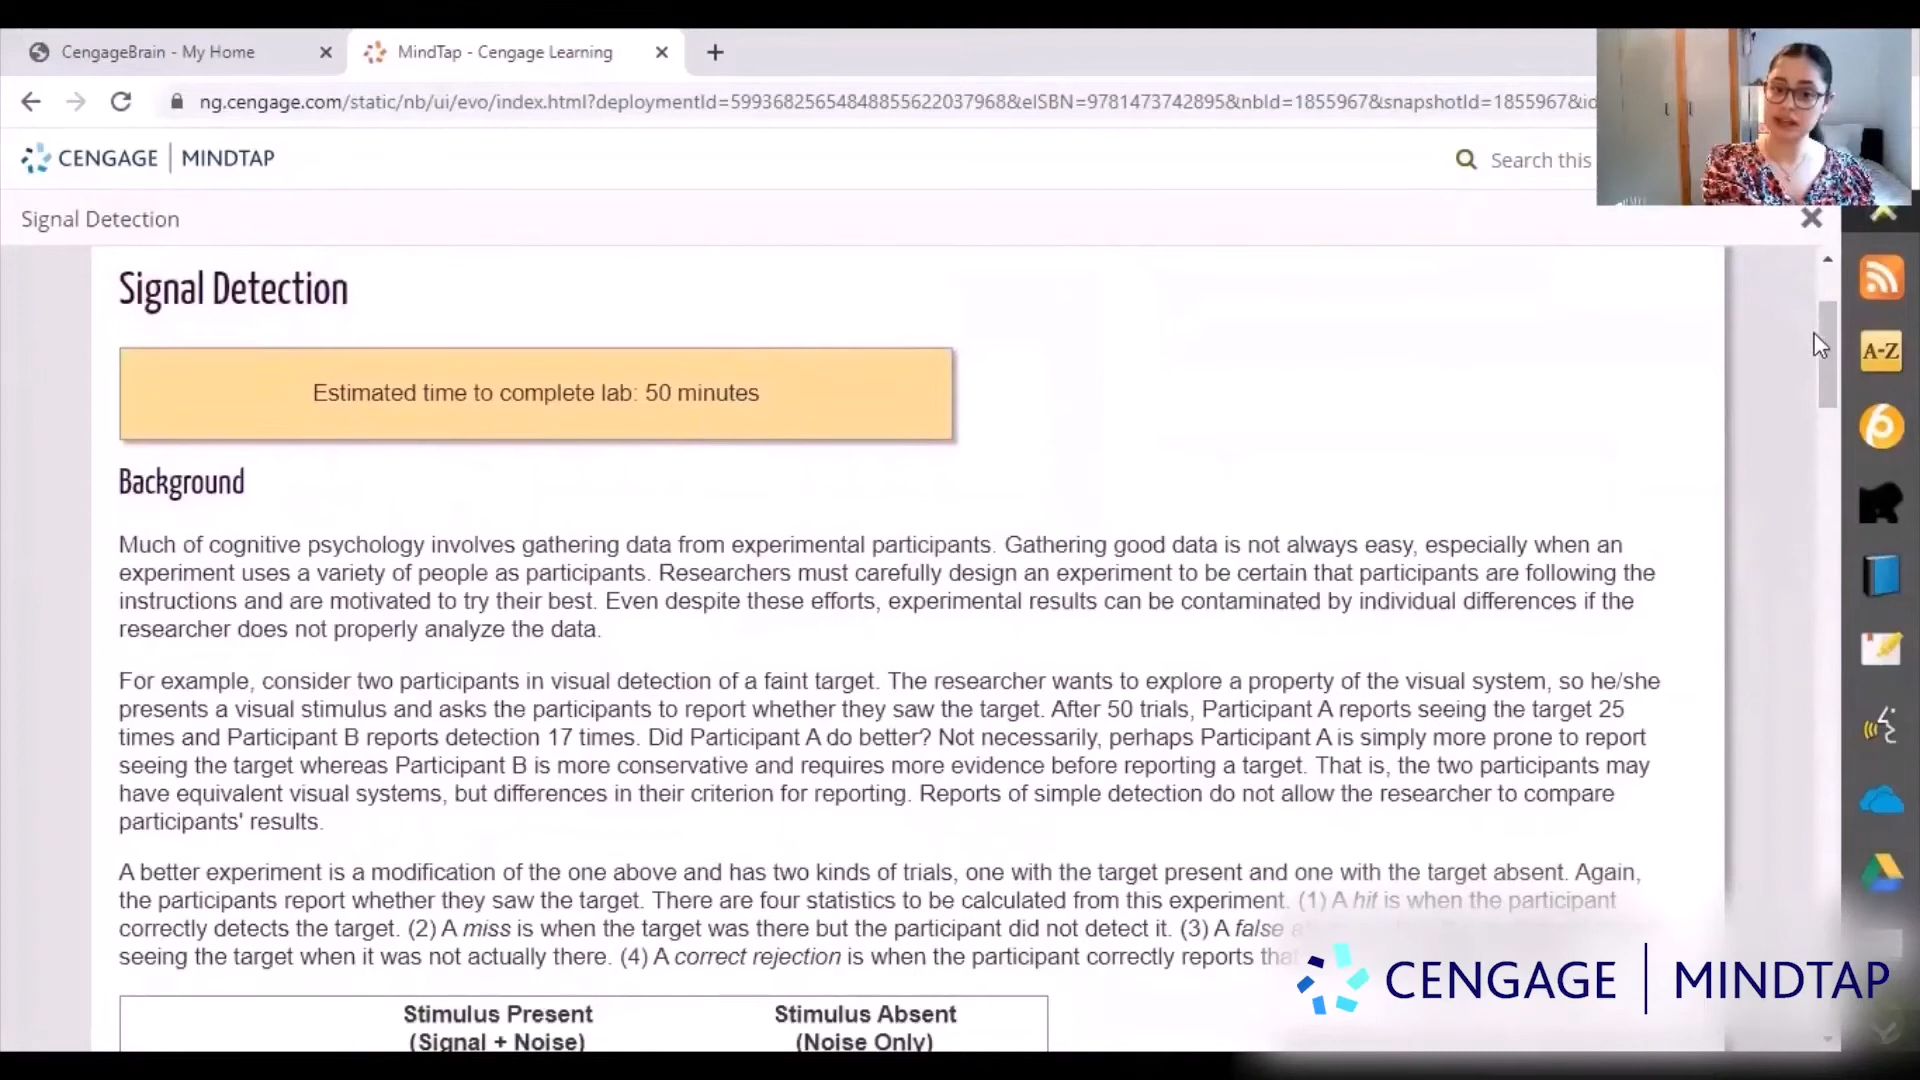 CengageBrain - My Home
MindTap - Cengage Learning
ng.cengage.com/static/nb/ui/evo/index.html?deploymentId=5993682565484885562203​7968&eISBN=9781473742895&nbId=1855967&snapshotId=1855967&id
CENGAGE | MINDTAP
Search this
Signal Detection
Signal Detection
Estimated time to complete lab: 50 minutes
Background
Much of cognitive psychology involves gathering data from experimental participants. Gathering good data is not always easy, especially when an
experiment uses a variety of people as participants. Researchers must carefully design an experiment to be certain that participants are following the
instructions and are motivated to try their best. Even despite these efforts, experimental results can be contaminated by individual differences if the
researcher does not properly analyze the data.
For example, consider two participants in visual detection of a faint target. The researcher wants to explore a property of the visual system, so he/she
presents a visual stimulus and asks the participants to report whether they saw the target. After 50 trials, Participant A reports seeing the target 25
times and Participant B reports detection 17 times. Did Participant A do better? Not necessarily, perhaps Participant A is simply more prone to report
seeing the target whereas Participant B is more conservative and requires more evidence before reporting a target. That is, the two participants may
have equivalent visual systems, but differences in their criterion for reporting. Reports of simple detection do not allow the researcher to compare
participants' results.
A better experiment is a modification of the one above and has two kinds of trials, one with the target present and one with the target absent. Again,
the participants report whether they saw the target. There are four statistics to be calculated from this experiment. (1) A hit is when the participant
correctly detects the target. (2) A miss is when the target was there but the participant did not detect it. (3) A false
seeing the target when it was not actually there. (4) A correct rejection is when the participant correctly reports that
Stimulus Present
(Signal + Noise)
Stimulus Absent
(Noise Only)
A-Z
CENGAGE | MINDTAP